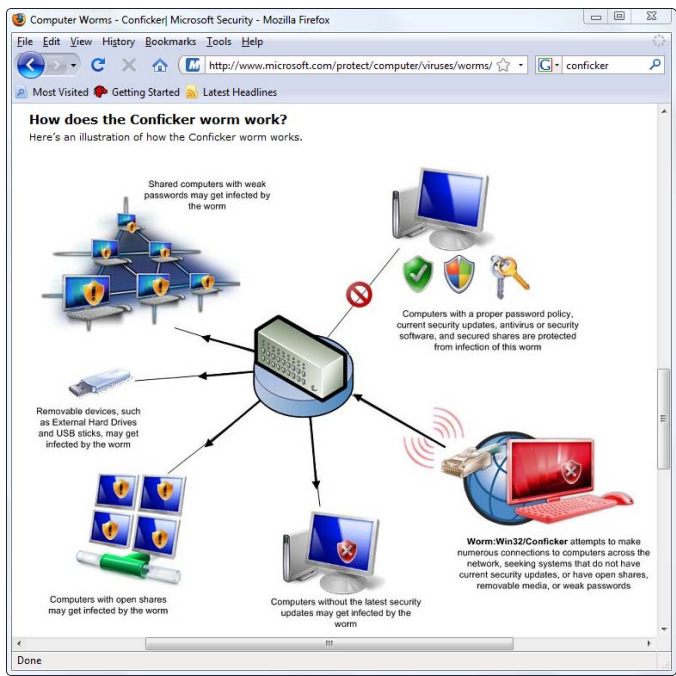 Computer Worms - Conficker| Microsoft Security - Mozilla Firefox
File Edit View History Bookmarks Tools Help
http://www.microsoft.com/protect/computer/viruses/worms/
G
conficker
Most Visited Getting Started Latest Headlines
How does the Conficker worm work?
Here's an illustration of how the Conficker worm works.
Shared computers with weak
passwords may get infected by
the worm
Computers with a proper password policy,
current security updates, antivirus or security
software, and secured shares are protected
from infection of this worm
Removable devices, such
as External Hard Drives
and USB sticks, may get
infected by the worm
Worm:Win32/Conficker attempts to make
numerous connections to computers across the
network, seeking systems that do not have
current security updates, or have open shares,
removable media, or weak passwords
Computers with open shares
may get infected by the worm
Computers without the latest security
updates may get infected by the
worm
Done